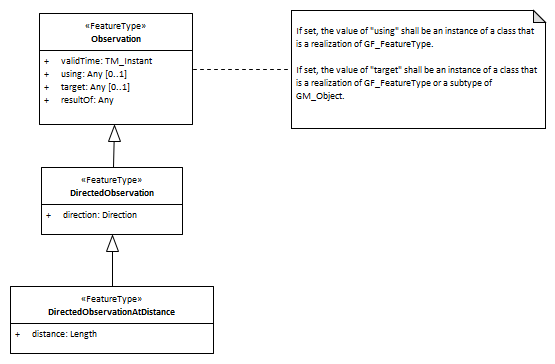 «FeatureType»
Observation
+ validTime: TM_Instant
+ using: Any [0..1]
+ target: Any [0..1]
+ resultOf: Any
If set, the value of "using" shall be an instance of a class that
is a realization of GF_FeatureType.
If set, the value of "target" shall be an instance of a class that
is a realization of GF_FeatureType or a subtype of
GM_Object.
«FeatureType»
DirectedObservation
+ direction: Direction
«FeatureType»
DirectedObservationAtDistance
+ distance: Length